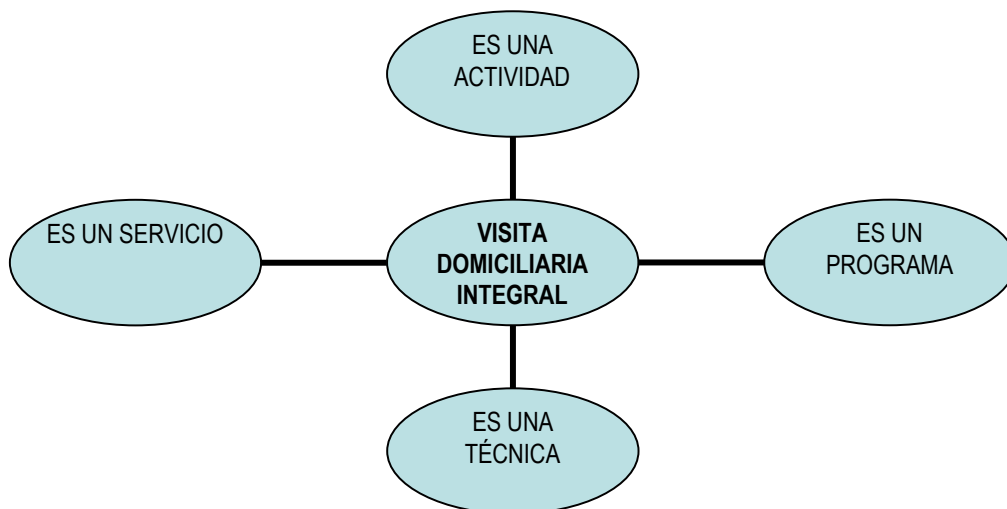 ES UNA
ACTIVIDAD
ES UN SERVICIO
VISITA
DOMICILIARIA
INTEGRAL
ES UN
PROGRAMA
ES UNA
TÉCNICA